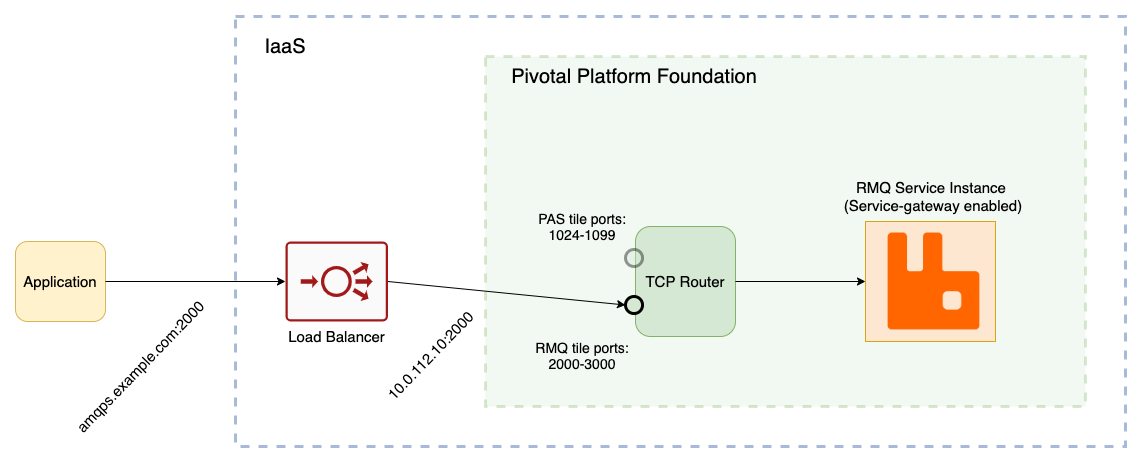 IaaS
Pivotal Platform Foundation
RMQ Service Instance
(Service-gateway enabled)
PAS tile ports:
1024-1099
Application
TCP Router
Load Balancer
RMQ tile ports:
2000-3000
amqps.example.com:2000
10.0.112.10:2000